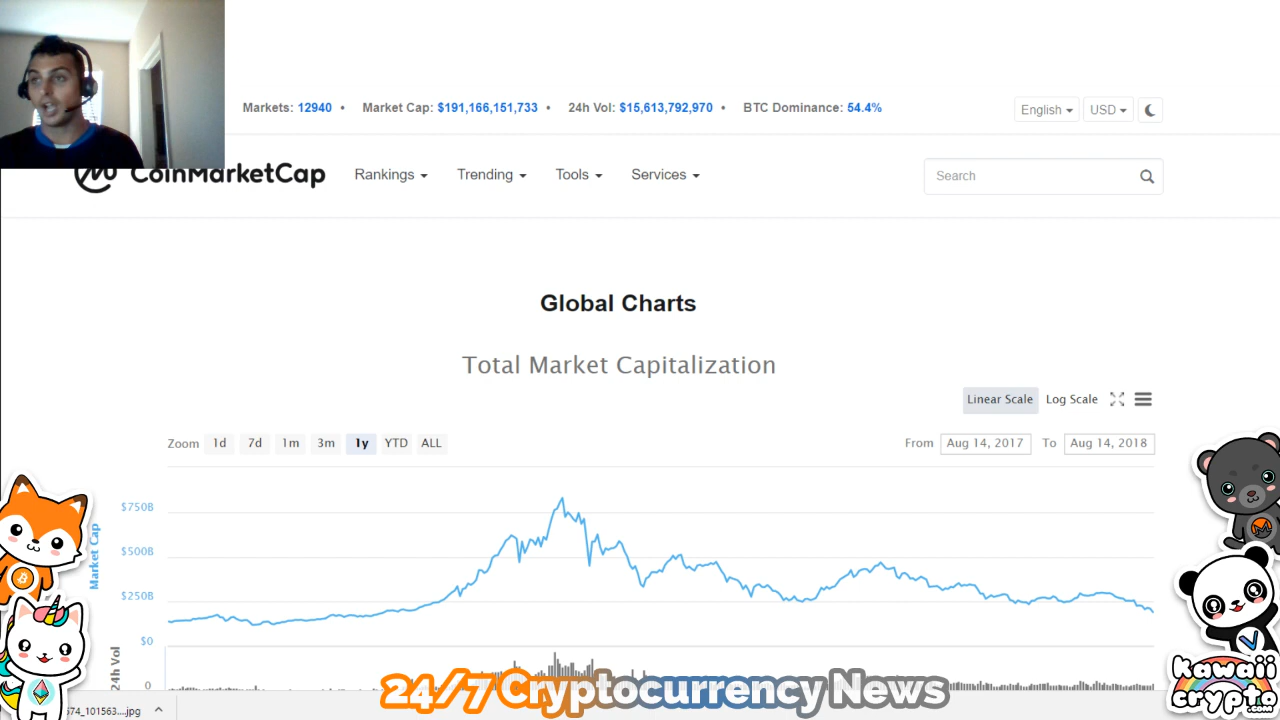 Markets: 12940 • Market Cap: $191,166,151,733 • 24h Vol: $15,613,792,970 • BTC Dominance: 54.4%
English USD
CoinMarketCap Rankings Trending Tools Services Search
Global Charts
Total Market Capitalization
Linear Scale Log Scale
Zoom 1d 7d 1m 3m 1y YTD ALL From Aug 14, 2017 To Aug 14, 2018
$750B
$500B
$250B
$0
Market Cap
24h Vol
0
24/7 Cryptocurrency News
kawaii
crypto
.com
574_101563....jpg